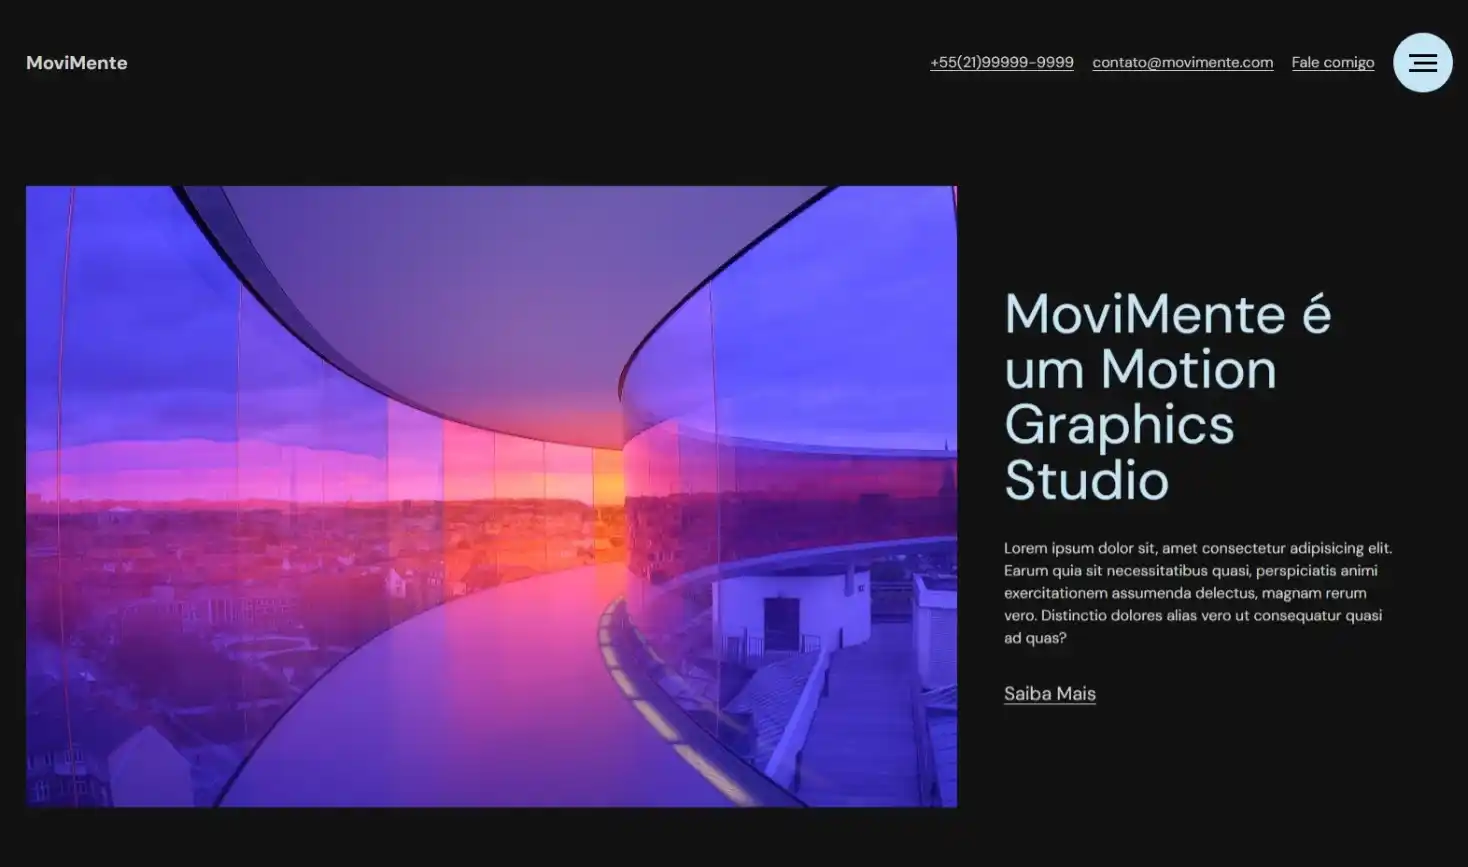 MoviMente
+55(21)99999-9999 contato@movimente.com Fale comigo
MoviMente é
um Motion
Graphics
Studio
Lorem ipsum dolor sit, amet consectetur adipisicing elit.
Earum quia sit necessitatibus quasi, perspiciatis animi
exercitationem assumenda delectus, magnam rerum
vero. Distinctio dolores alias vero ut consequatur quasi
ad quas?
Saiba Mais